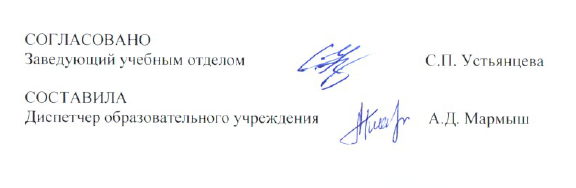 СОГЛАСОВАНО
Заведующий учебным отделом С.П. Устьянцева
СОСТАВИЛА
Диспетчер образовательного учреждения А.Д. Мармыш